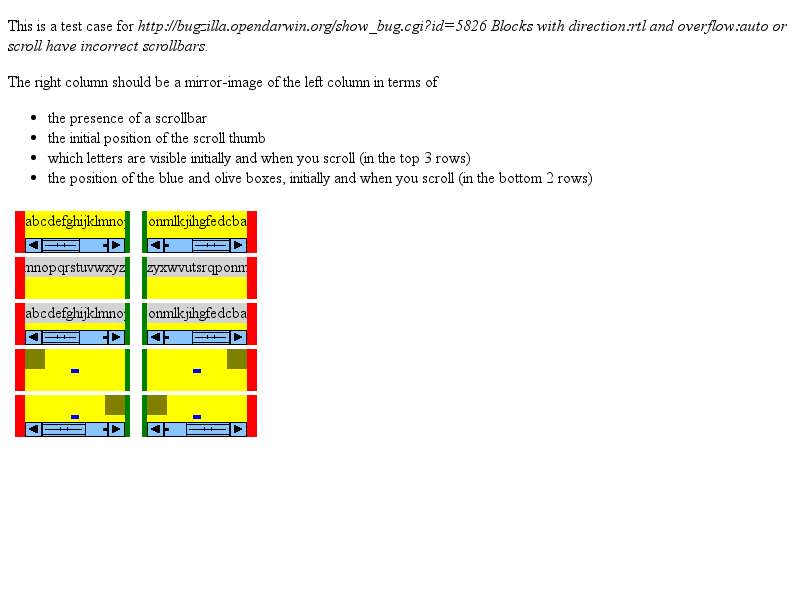 This is a test case for http://bugzilla.opendarwin.org/show_bug.cgi?id=5826 Blocks with direction:rtl and overflow:auto or
scroll have incorrect scrollbars.
The right column should be a mirror-image of the left column in terms of
the presence of a scrollbar
the initial position of the scroll thumb
which letters are visible initially and when you scroll (in the top 3 rows)
the position of the blue and olive boxes, initially and when you scroll (in the bottom 2 rows)
abcdefghijklmnop onmlkjihgfedcba
mnopqrstuvwxyz zyxwvutsrqponm
abcdefghijklmnop onmlkjihgfedcba